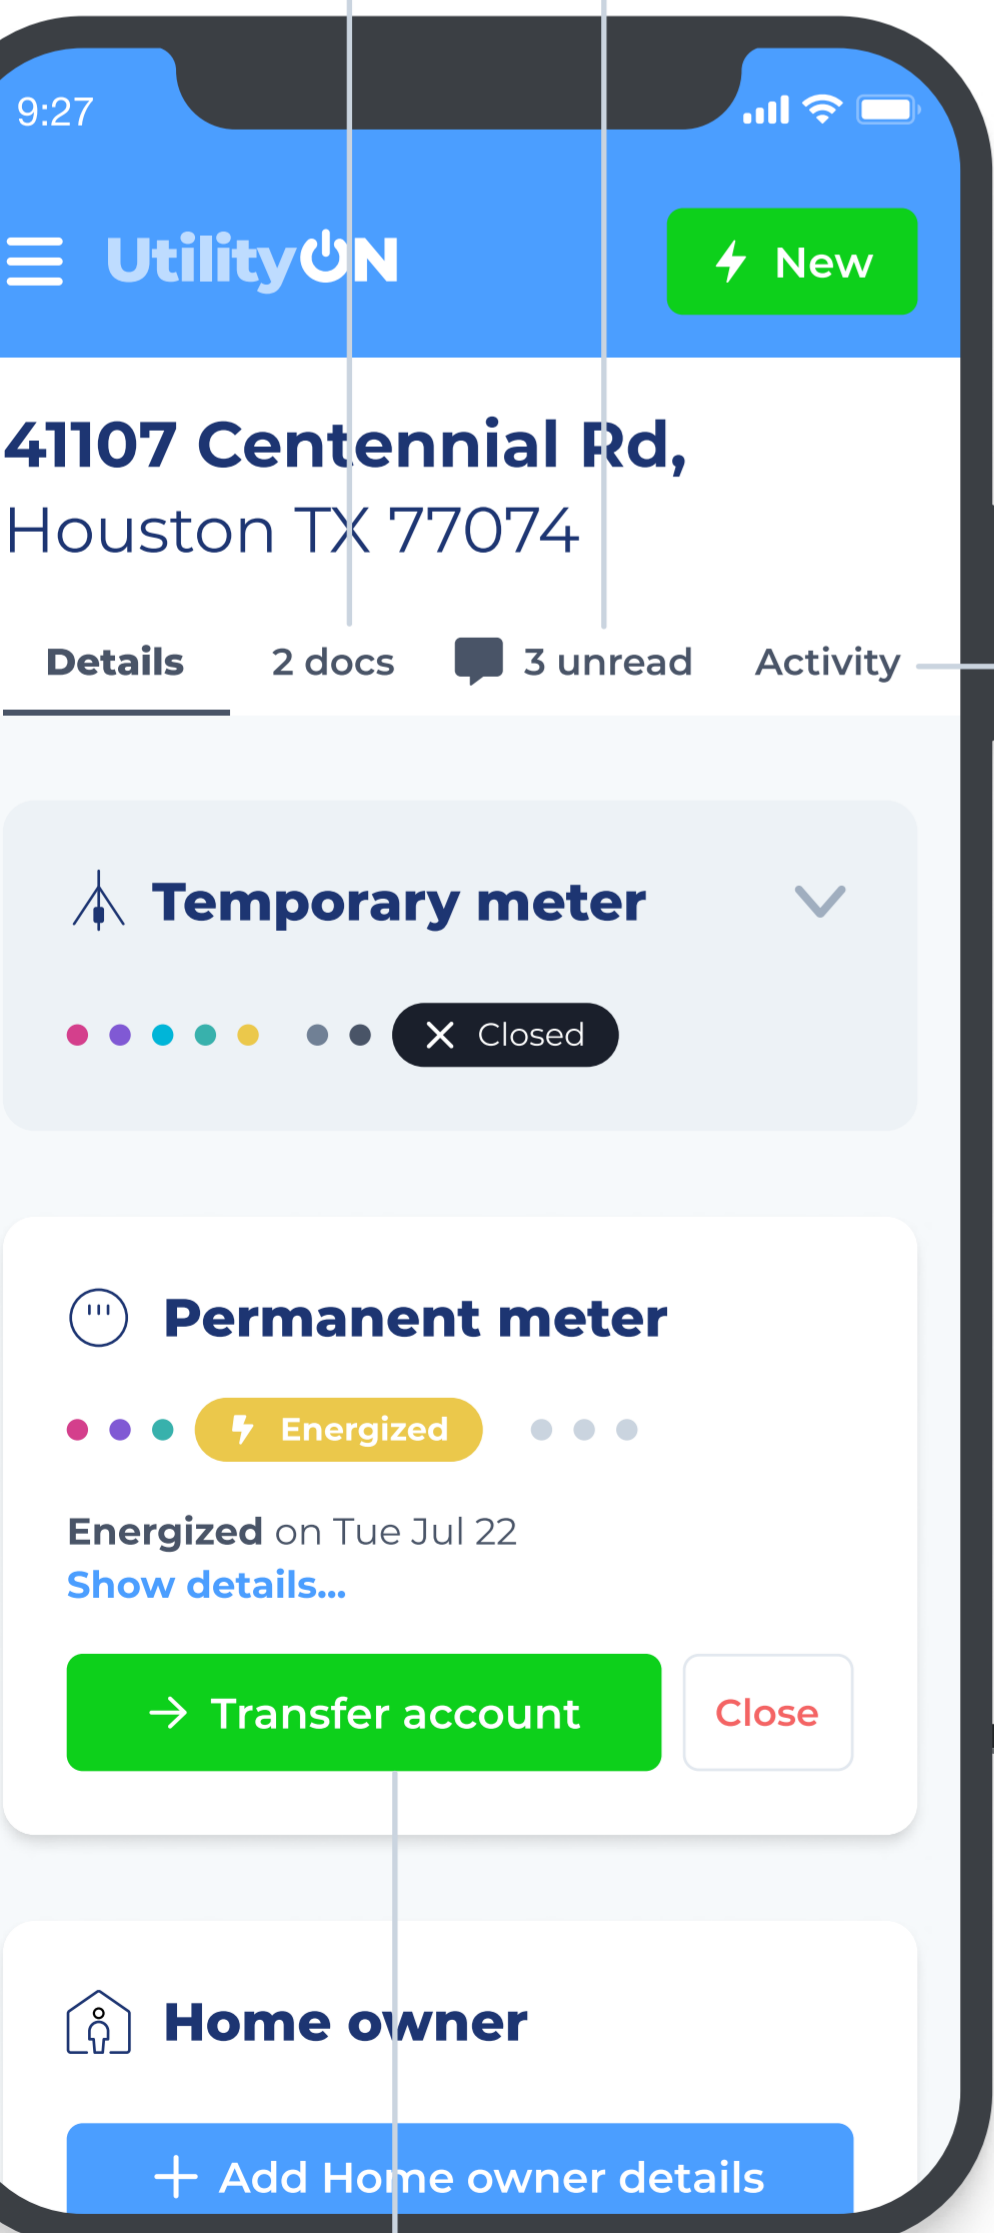 9:27
UtilityON
New
41107 Centennial Rd,
Houston TX 77074
Details
2 docs
3 unread
Activity
Temporary meter
Closed
Permanent meter
Energized
Energized on Tue Jul 22
Show details...
Transfer account
Close
Home owner
Add Home owner details